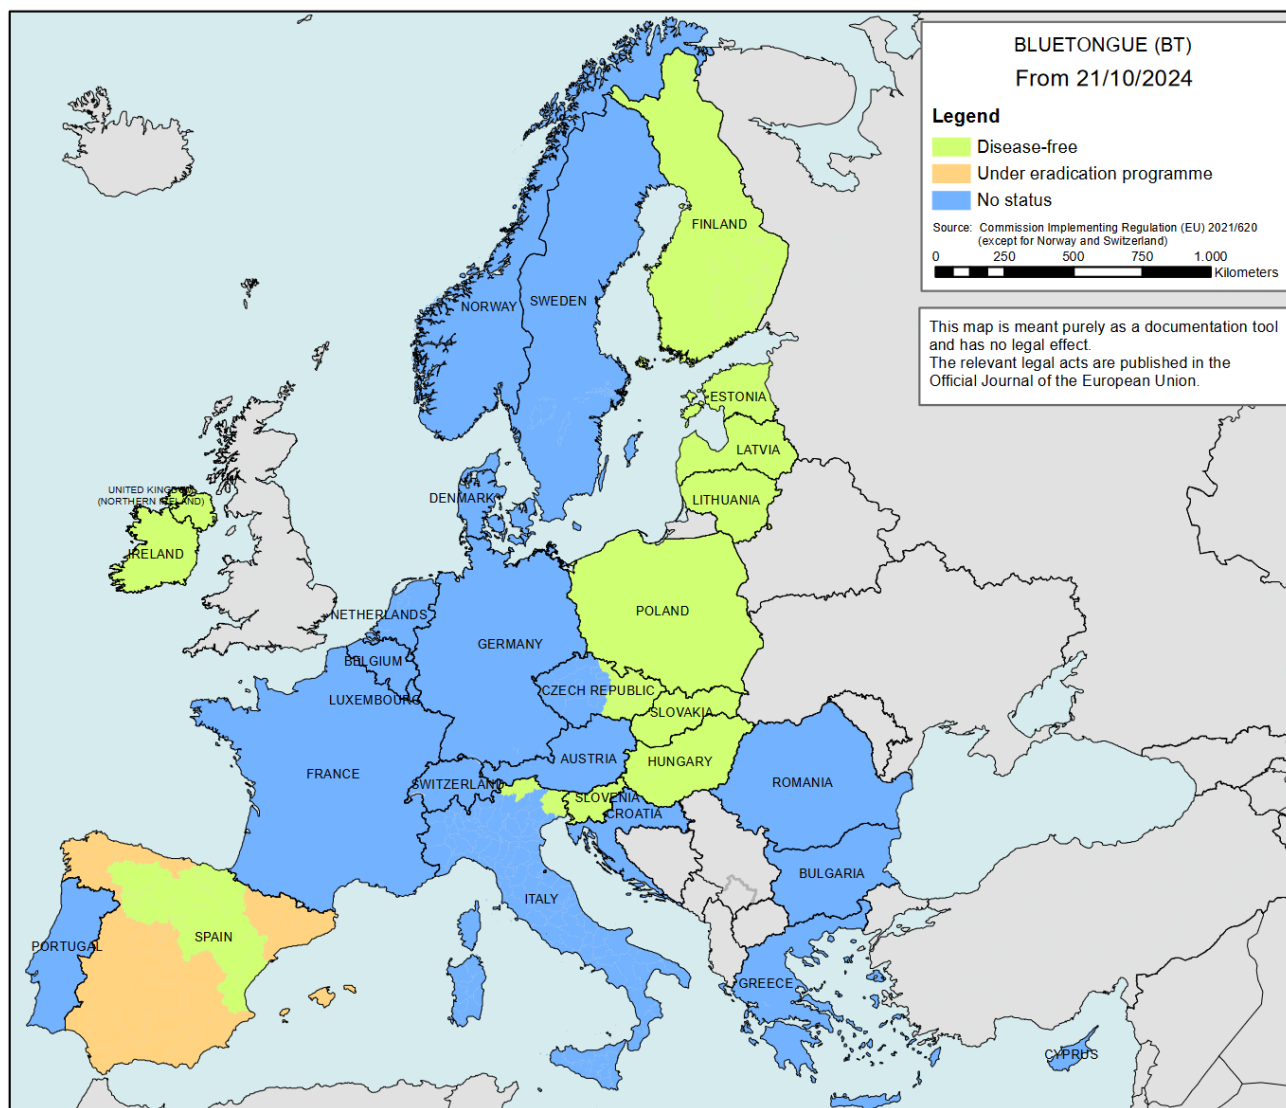 BLUETONGUE (BT)
From 21/10/2024
Legend
Disease-free
Under eradication programme
No status
Source: Commission Implementing Regulation (EU) 2021/620
(except for Norway and Switzerland)
0 250 500 750 1.000
Kilometers
This map is meant purely as a documentation tool
and has no legal effect.
The relevant legal acts are published in the
Official Journal of the European Union.
FINLAND
NORWAY
SWEDEN
ESTONIA
LATVIA
LITHUANIA
DENMARK
UNITED KINGDOM
(NORTHERN IRELAND)
IRELAND
NETHERLANDS
POLAND
GERMANY
BELGIUM
CZECH REPUBLIC
LUXEMBOURG
SLOVAKIA
AUSTRIA
HUNGARY
FRANCE
SWITZERLAND
ROMANIA
SLOVENIA
CROATIA
BULGARIA
ITALY
SPAIN
PORTUGAL
GREECE
CYPRUS